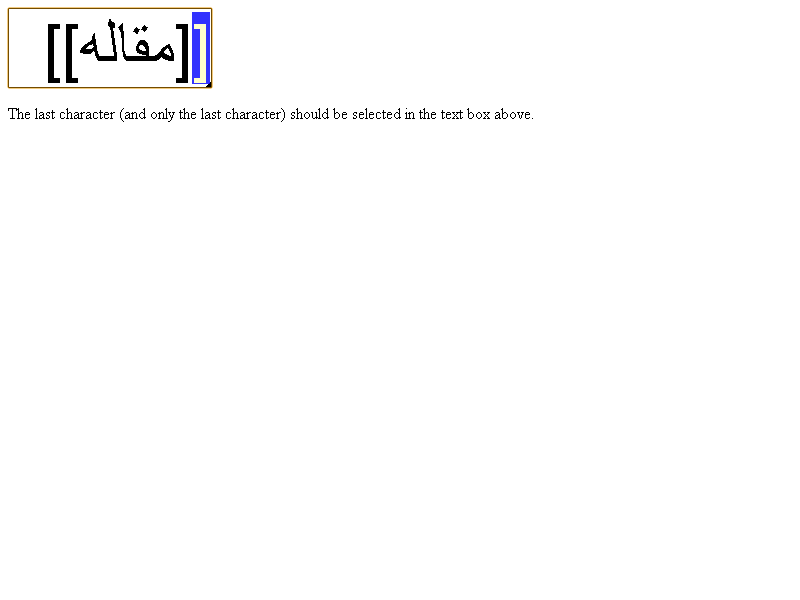 [[مقاله]]
The last character (and only the last character) should be selected in the text box above.